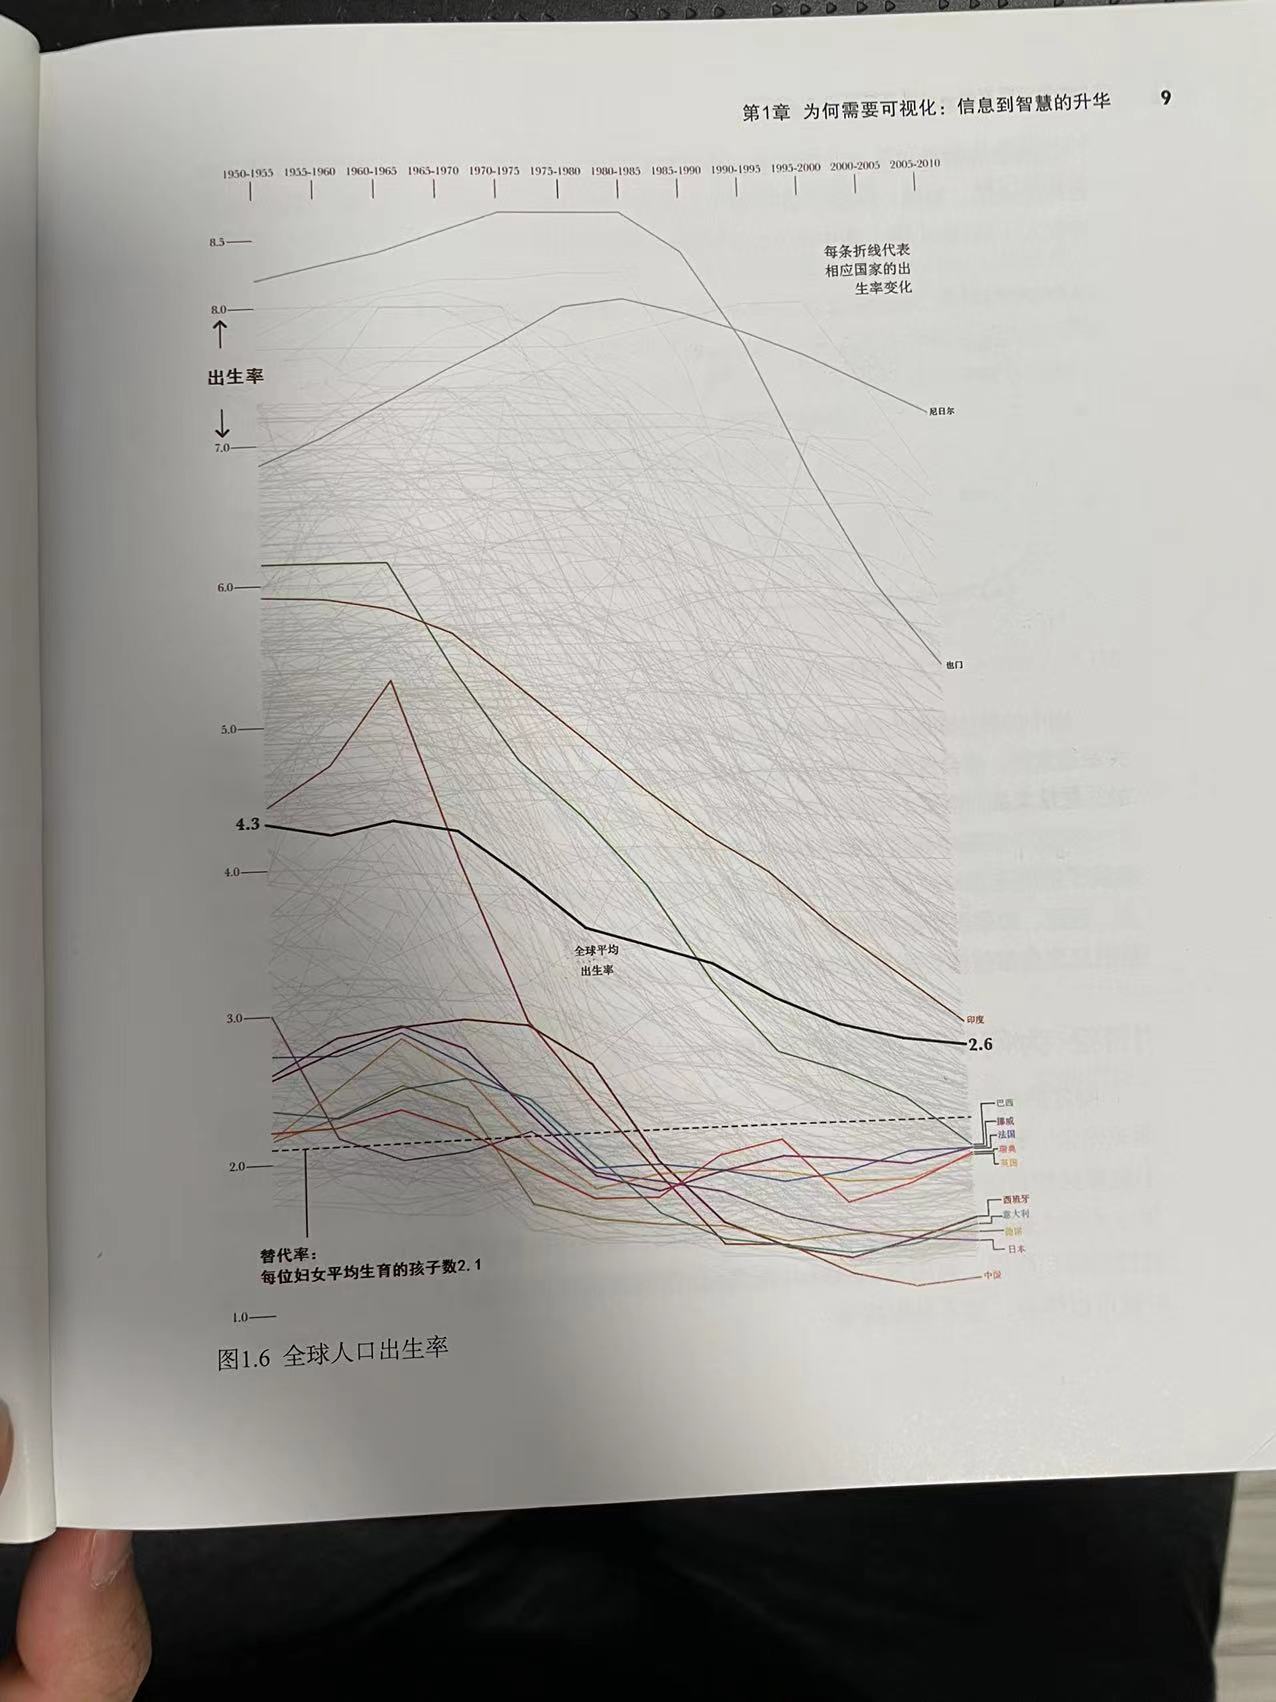 第1章 为何需要可视化：信息到智慧的升华 9
1950-1955 1955-1960 1960-1965 1965-1970 1970-1975 1975-1980 1980-1985 1985-1990 1990-1995 1995-2000 2000-2005 2005-2010
8.5
每条折线代表
相应国家的出
生率变化
8.0
出生率
尼日尔
7.0
6.0
也门
5.0
4.3
4.0
全球平均
出生率
3.0
印度
2.6
巴西
挪威
法国
瑞典
英国
2.0
西班牙
意大利
德国
日本
替代率：
每位妇女平均生育的孩子数2.1
中国
1.0
图1.6 全球人口出生率